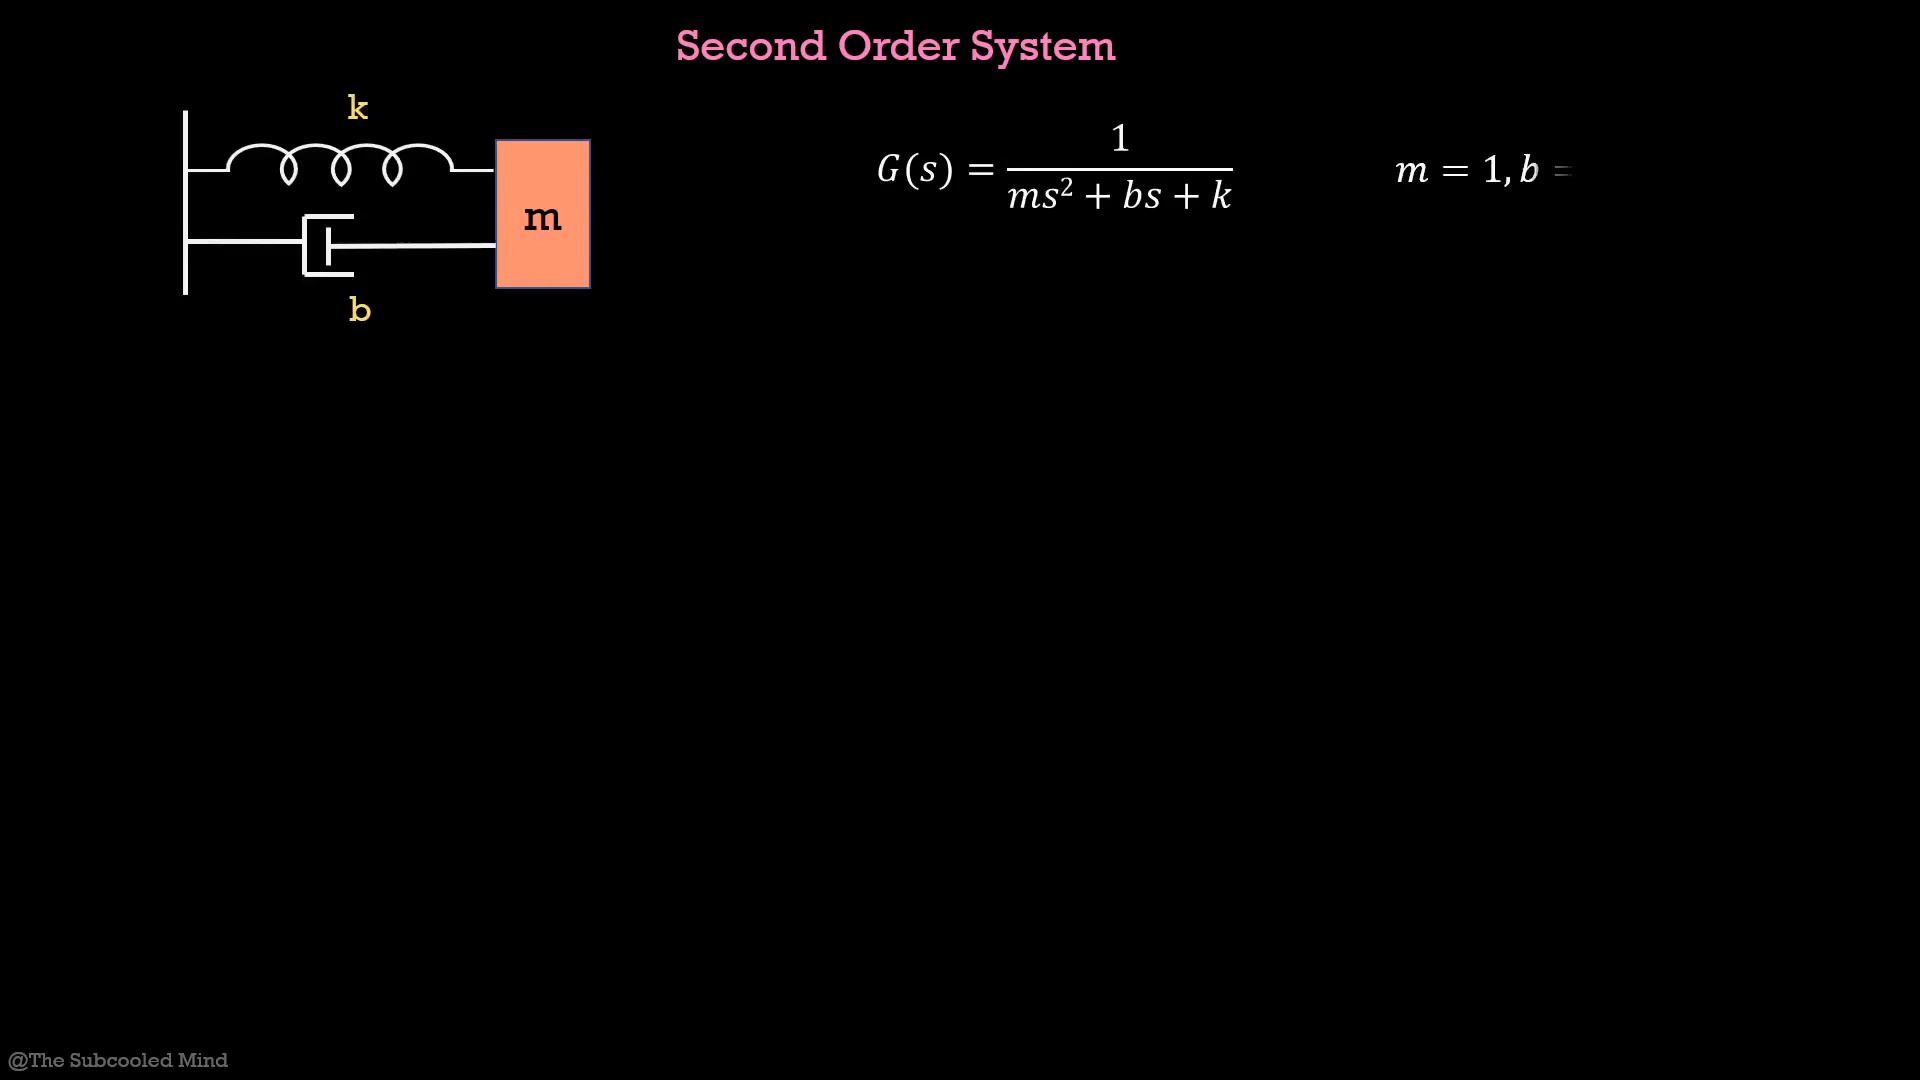 Second Order System
k
m
b
G(s) = 1 / (ms² + bs + k)
m = 1, b =
@The Subcooled Mind